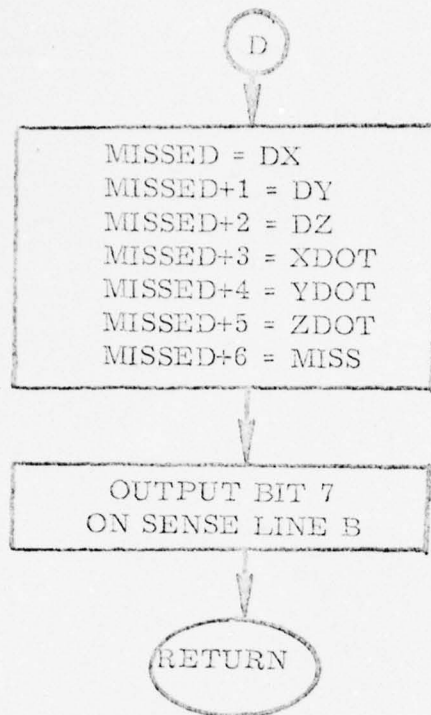 D
MISSED = DX
MISSED+1 = DY
MISSED+2 = DZ
MISSED+3 = XDOT
MISSED+4 = YDOT
MISSED+5 = ZDOT
MISSED+6 = MISS
OUTPUT BIT 7
ON SENSE LINE B
RETURN